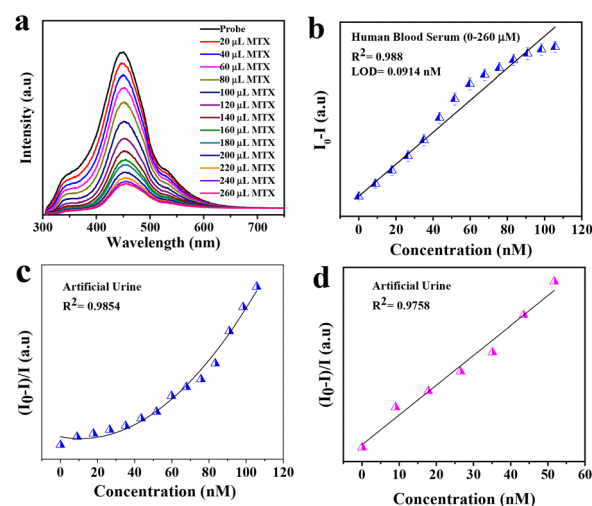 a
Probe
20 μL MTX
40 μL MTX
60 μL MTX
80 μL MTX
100 μL MTX
120 μL MTX
140 μL MTX
160 μL MTX
180 μL MTX
200 μL MTX
220 μL MTX
240 μL MTX
260 μL MTX
Intensity (a.u)
300 400 500 600 700
Wavelength (nm)
b
Human Blood Serum (0-260 μM)
R²= 0.988
LOD= 0.0914 nM
I₀-I (a.u)
0 20 40 60 80 100 120
Concentration (nM)
c
Artificial Urine
R²= 0.9854
(I₀-I)/I (a.u)
0 20 40 60 80 100 120
Concentration (nM)
d
Artificial Urine
R²= 0.9758
(I₀-I)/I (a.u)
0 10 20 30 40 50 60
Concentration (nM)